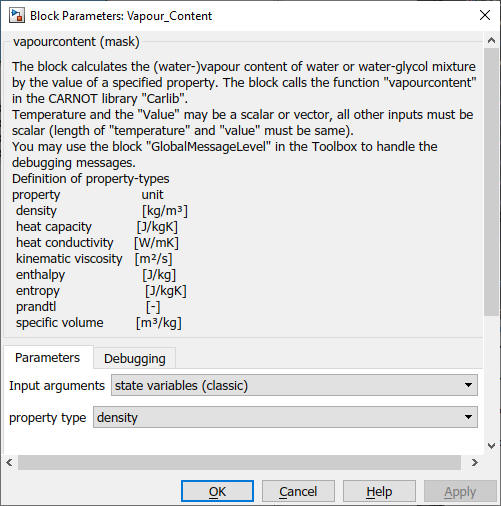 Block Parameters: Vapour_Content
vapourcontent (mask)
The block calculates the (water-)vapour content of water or water-glycol mixture
by the value of a specified property. The block calls the function "vapourcontent"
in the CARNOT library "Carlib".
Temperature and the "Value" may be a scalar or vector, all other inputs must be
scalar (length of "temperature" and "value" must be same).
You may use the block "GlobalMessageLevel" in the Toolbox to handle the
debugging messages.
Definition of property-types
property unit
density [kg/m³]
heat capacity [J/kgK]
heat conductivity [W/mK]
kinematic viscosity [m²/s]
enthalpy [J/kg]
entropy [J/kgK]
prandtl [-]
specific volume [m³/kg]
Parameters Debugging
Input arguments state variables (classic)
property type density
OK Cancel Help Apply